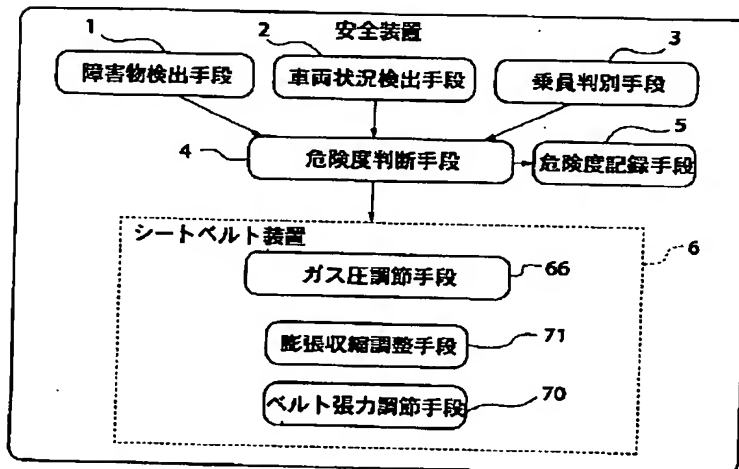 安全装置
1
2
3
障害物検出手段
車両状況検出手段
乗員判別手段
4
5
危険度判断手段
危険度記録手段
シートベルト装置
6
ガス圧調節手段
66
膨張収縮調整手段
71
ベルト張力調節手段
70